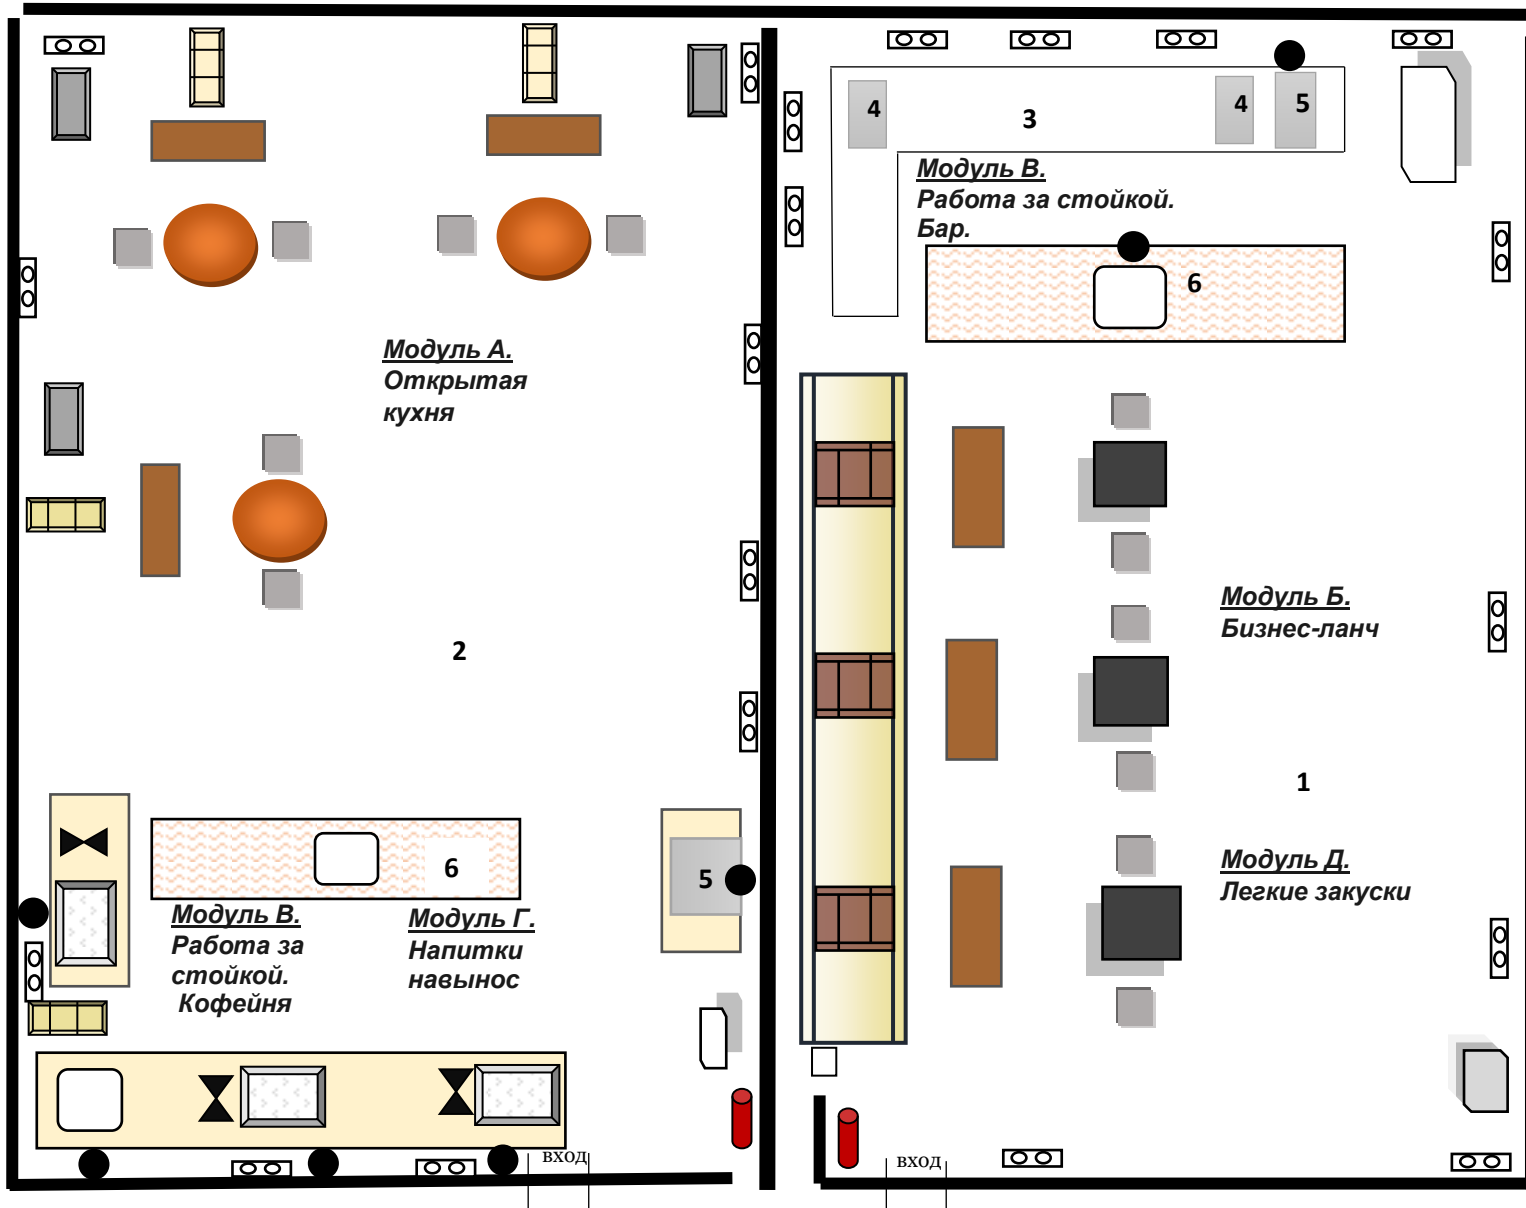 4
3
4
5
Модуль В.
Работа за стойкой.
Бар.
6
Модуль А.
Открытая
кухня
2
6
5
Модуль В.
Работа за
стойкой.
Кофейня
Модуль Г.
Напитки
навынос
Модуль Б.
Бизнес-ланч
1
Модуль Д.
Легкие закуски
вход
вход